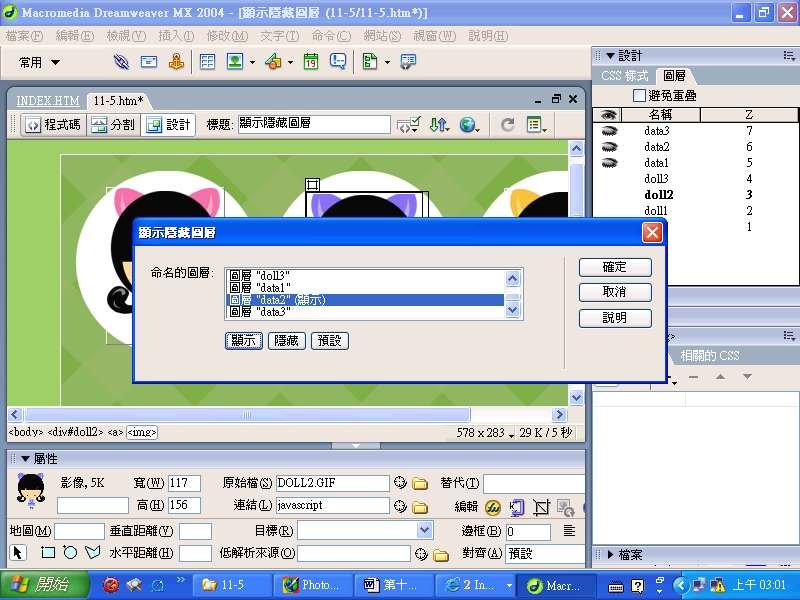 Macromedia Dreamweaver MX 2004 - [顯示隱藏圖層 (11-5/11-5.htm*)]
檔案(F) 編輯(E) 檢視(V) 插入(I) 修改(M) 文字(T) 命令(C) 網站(S) 視窗(W) 說明(H)
常用
INDEX.HTM 11-5.htm*
程式碼 分割 設計 標題: 顯示隱藏圖層
設計
CSS 樣式 圖層
避免重疊
名稱 Z
data3 7
data2 6
data1 5
doll3 4
doll2 3
doll1 2
1
顯示隱藏圖層
命名的圖層:
圖層 "doll3"
圖層 "data1"
圖層 "data2" (顯示)
圖層 "data3"
顯示 隱藏 預設
確定
取消
說明
相關的 CSS
<body> <div#doll2> <a> <img> 578 x 283 29 K / 5 秒
屬性
影像, 5K 寬(W) 117 原始檔(S) DOLL2.GIF 替代(T)
高(H) 156 連結(L) javascript 編輯
地圖(M) 垂直距離(V) 目標(R) 邊框(B) 0
水平距離(H) 低解析來源(O) 對齊(A) 預設
檔案
開始 11-5 Photo... 第十... 2 In... Macr... 上午 03:01